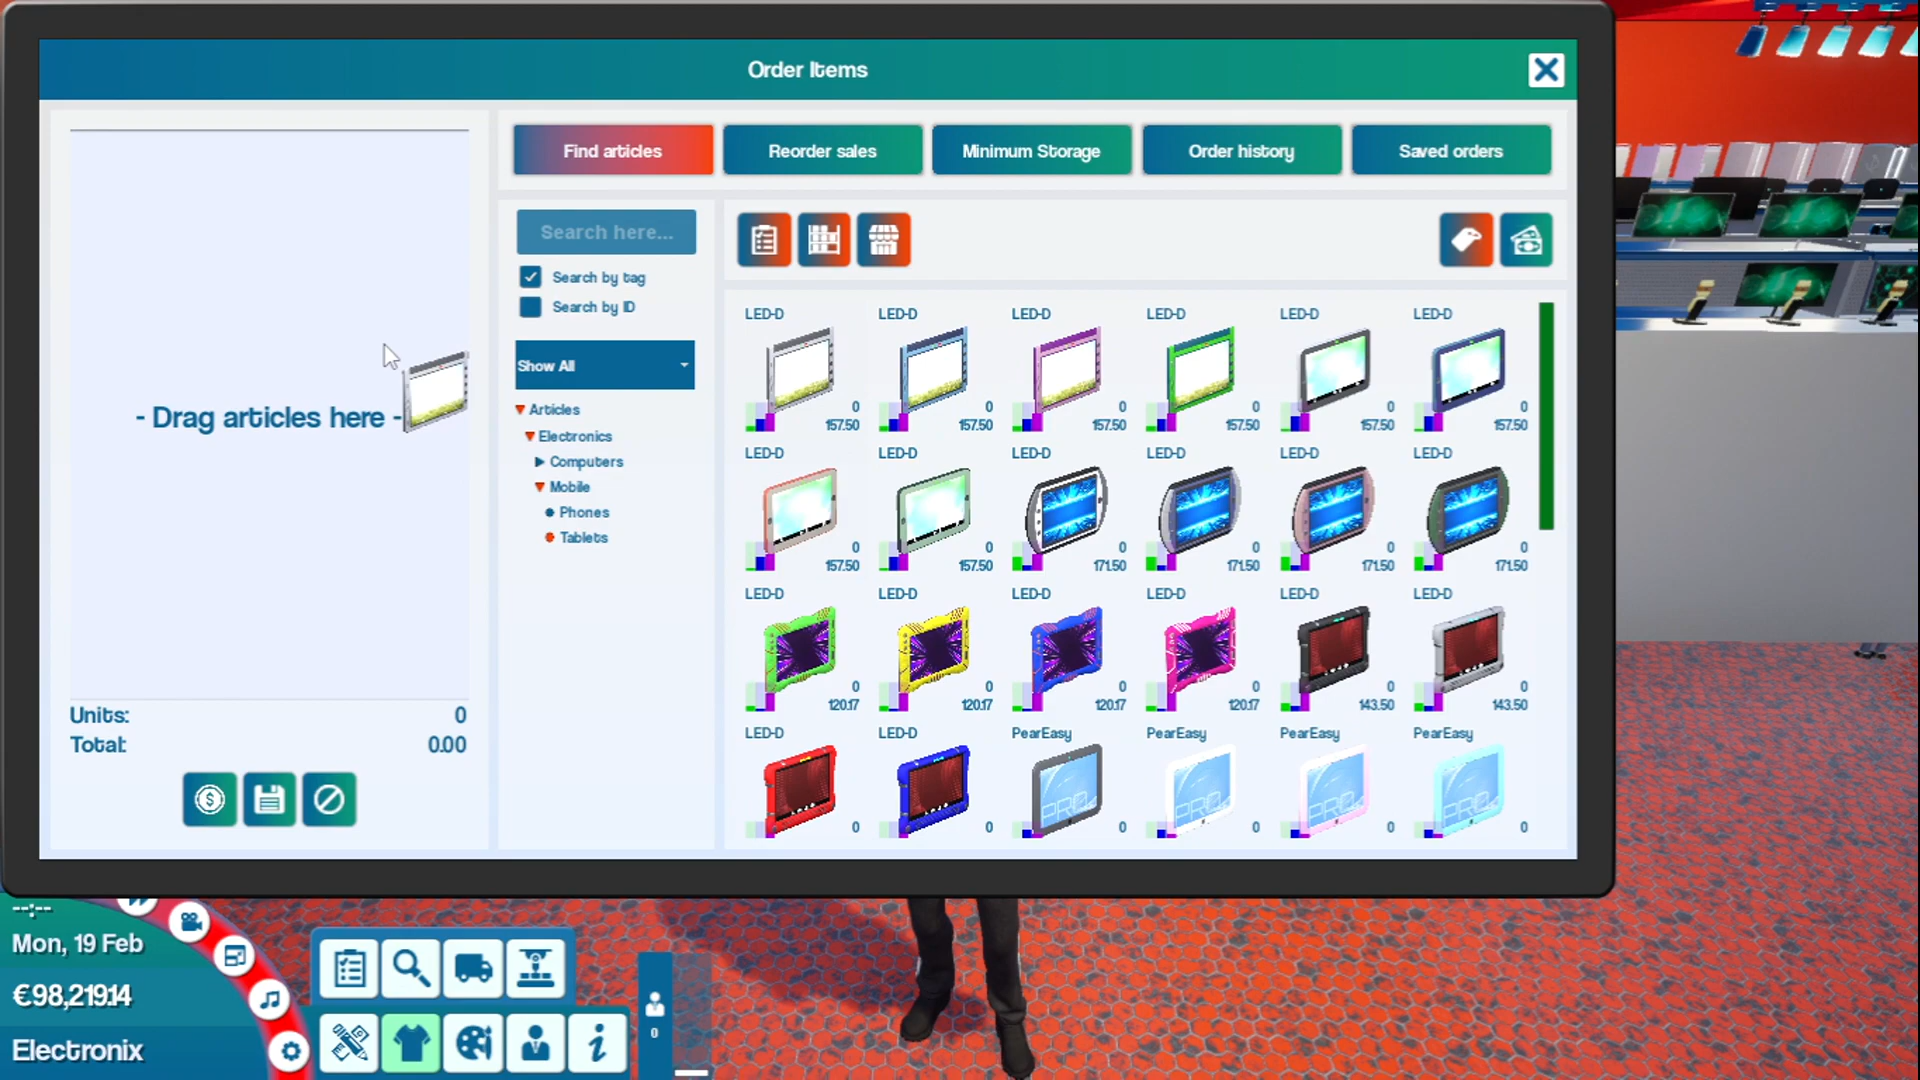 Order Items
Find articles
Reorder sales
Minimum Storage
Order history
Saved orders
Search here...
Search by tag
Search by ID
Show All
Articles
Electronics
Computers
Mobile
Phones
Tablets
- Drag articles here -
Units: 0
Total: 0.00
LED-D LED-D LED-D LED-D LED-D LED-D
0 0 0 0 0 0
157.50 157.50 157.50 157.50 157.50 157.50
LED-D LED-D LED-D LED-D LED-D LED-D
0 0 0 0 0 0
157.50 157.50 171.50 171.50 171.50 171.50
LED-D LED-D LED-D LED-D LED-D LED-D
0 0 0 0 0 0
120.17 120.17 120.17 120.17 143.50 143.50
LED-D LED-D PearEasy PearEasy PearEasy PearEasy
PRO PRO PRO PRO
0 0 0 0 0 0
--:--
Mon, 19 Feb
€98,219.14
Electronix
0